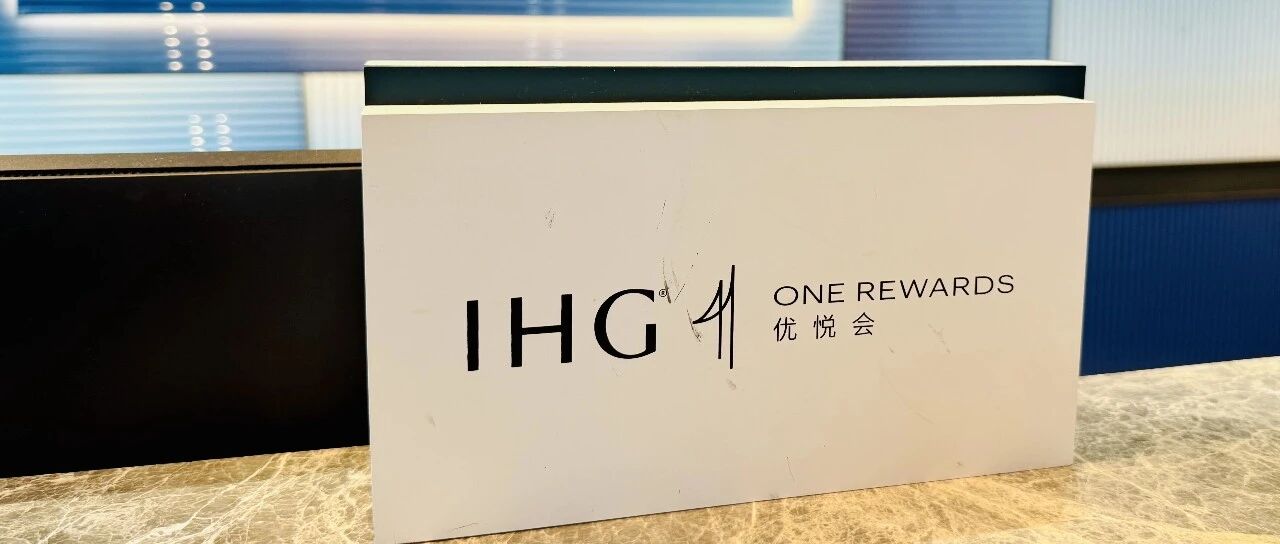 IHG®
ONE REWARDS
优悦会